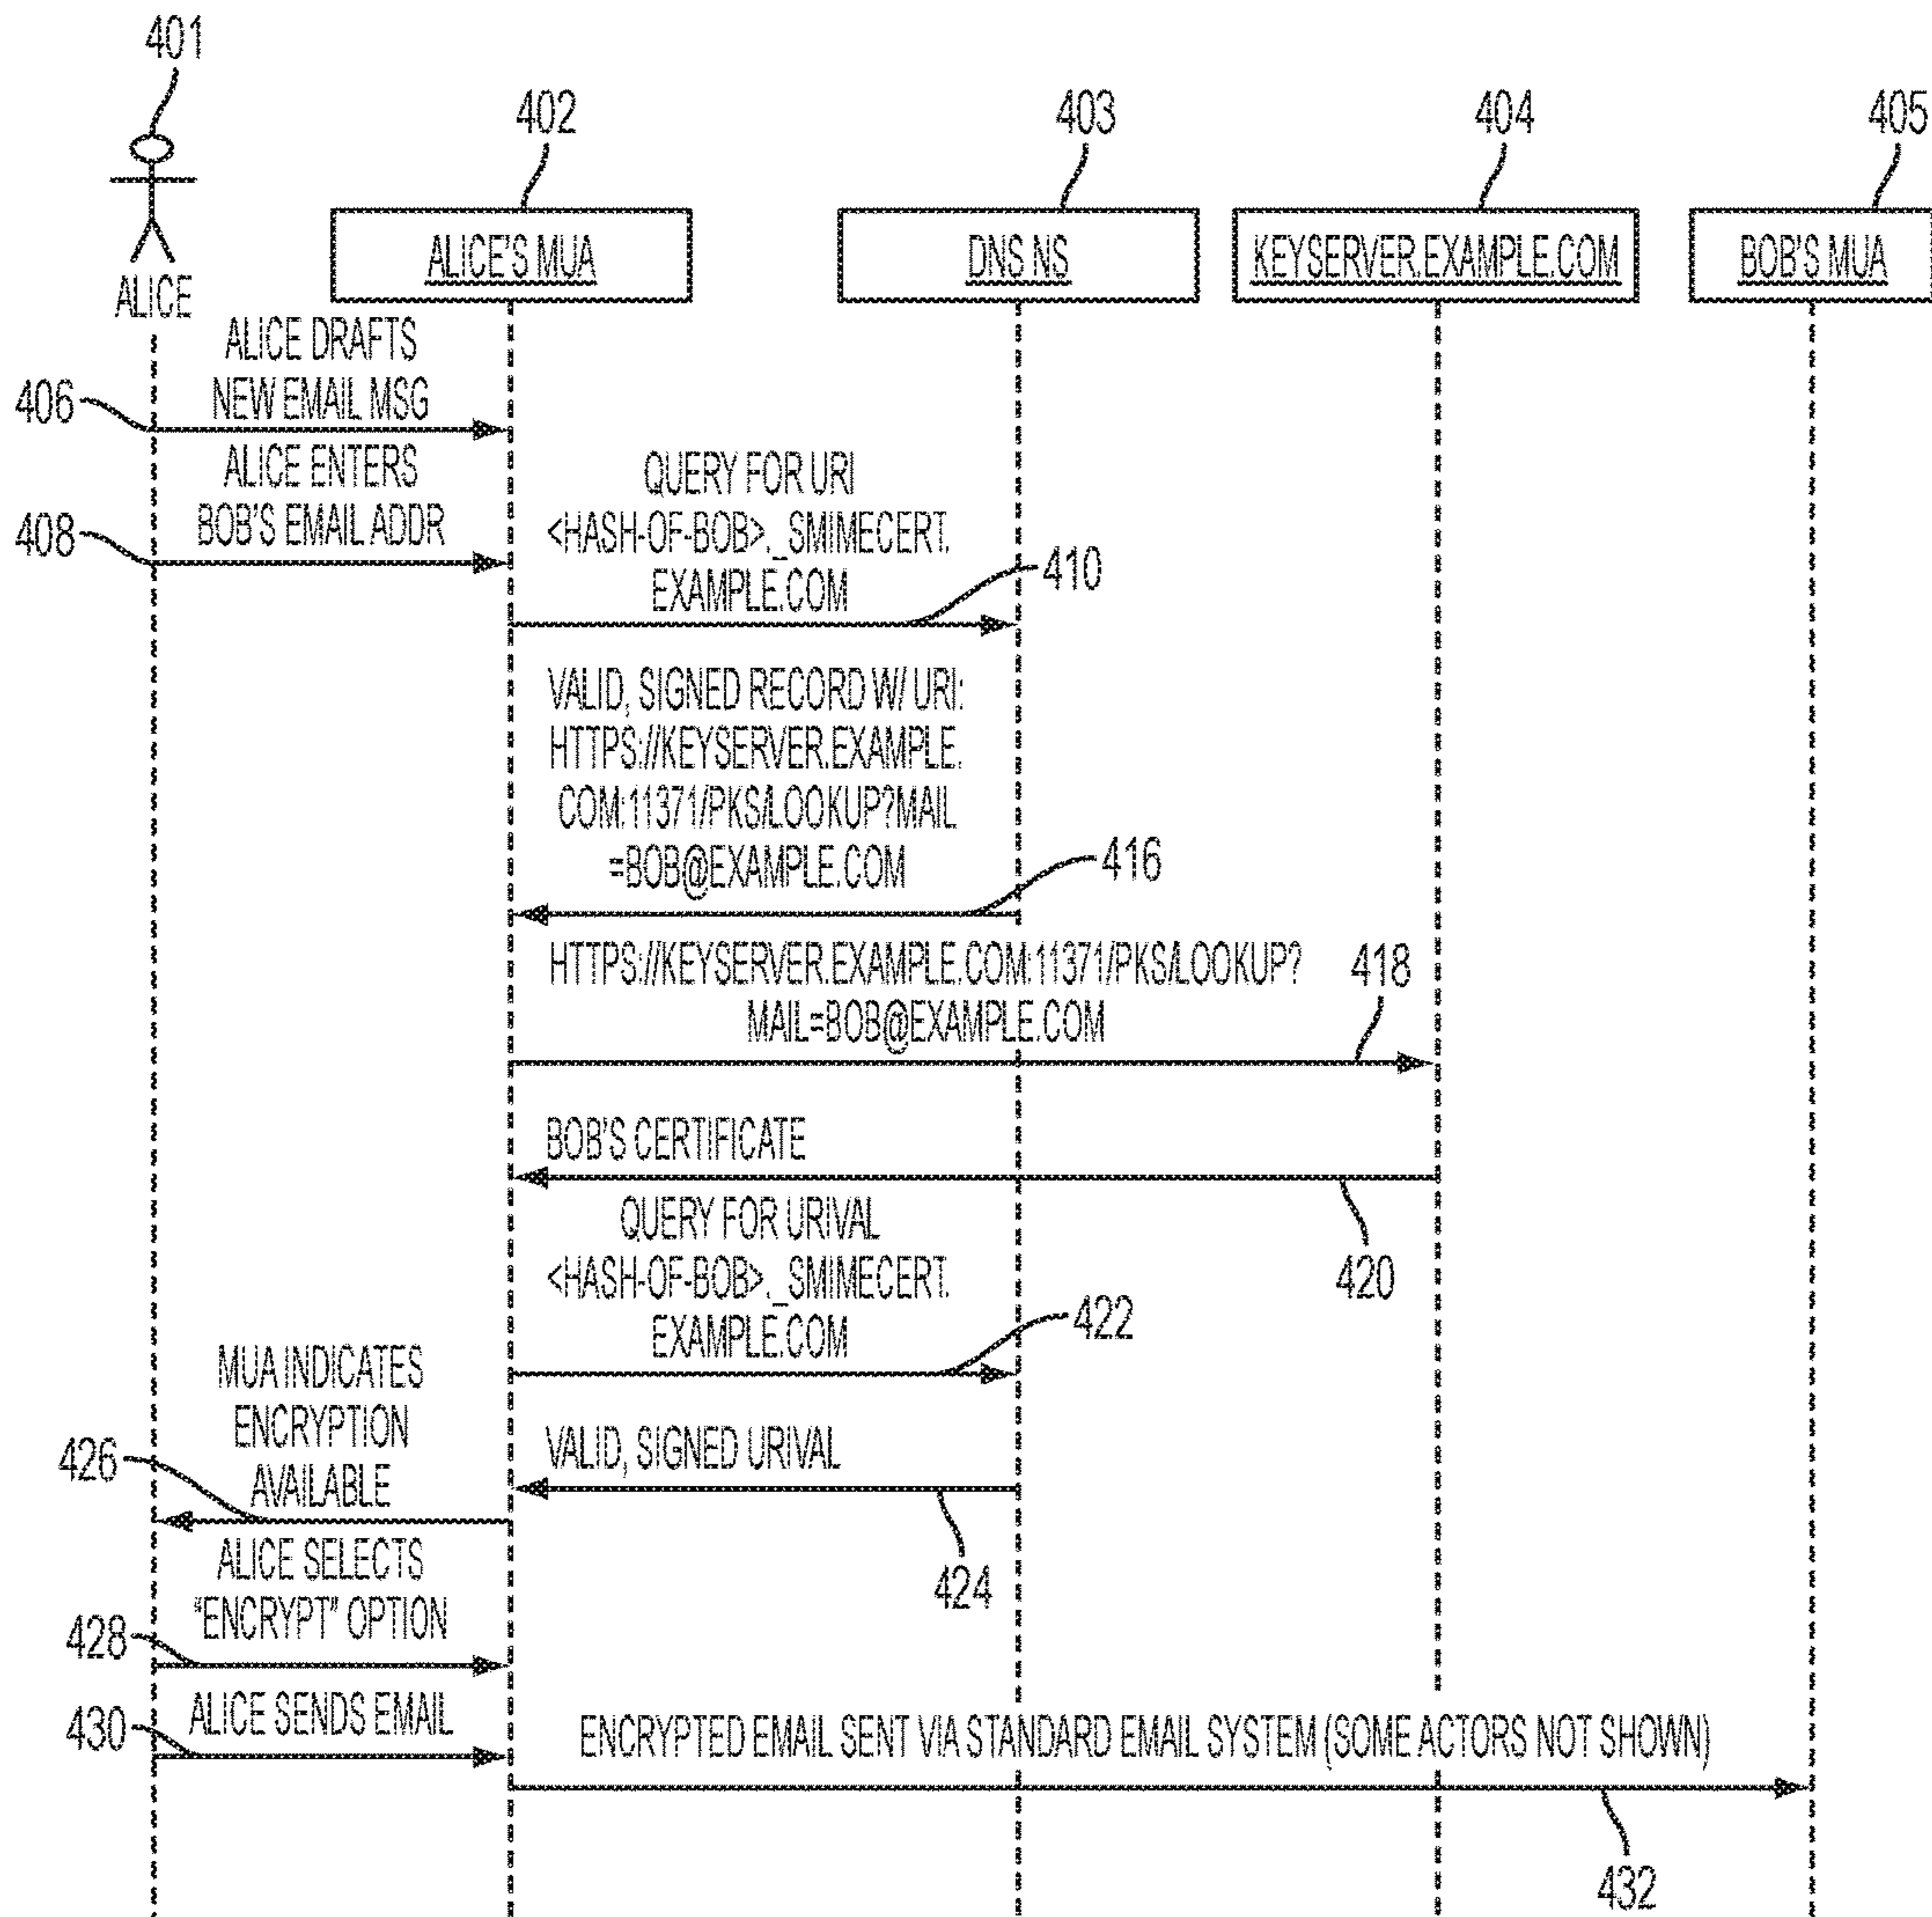 401
402
403
404
405
ALICE
ALICE'S MUA
DNS NS
KEYSERVER.EXAMPLE.COM
BOB'S MUA
ALICE DRAFTS
NEW EMAIL MSG
406
ALICE ENTERS
BOB'S EMAIL ADDR
408
QUERY FOR URI
<HASH-OF-BOB>._SMIMECERT.
EXAMPLE.COM
410
VALID, SIGNED RECORD W/ URI:
HTTPS://KEYSERVER.EXAMPLE.
COM:11371/PKS/LOOKUP?MAIL
=BOB@EXAMPLE.COM
416
HTTPS://KEYSERVER.EXAMPLE.COM:11371/PKS/LOOKUP?
MAIL=BOB@EXAMPLE.COM
418
BOB'S CERTIFICATE
420
QUERY FOR URIVAL
<HASH-OF-BOB>._SMIMECERT.
EXAMPLE.COM
422
VALID, SIGNED URIVAL
424
MUA INDICATES
ENCRYPTION
AVAILABLE
426
ALICE SELECTS
"ENCRYPT" OPTION
428
ALICE SENDS EMAIL
430
ENCRYPTED EMAIL SENT VIA STANDARD EMAIL SYSTEM (SOME ACTORS NOT SHOWN)
432